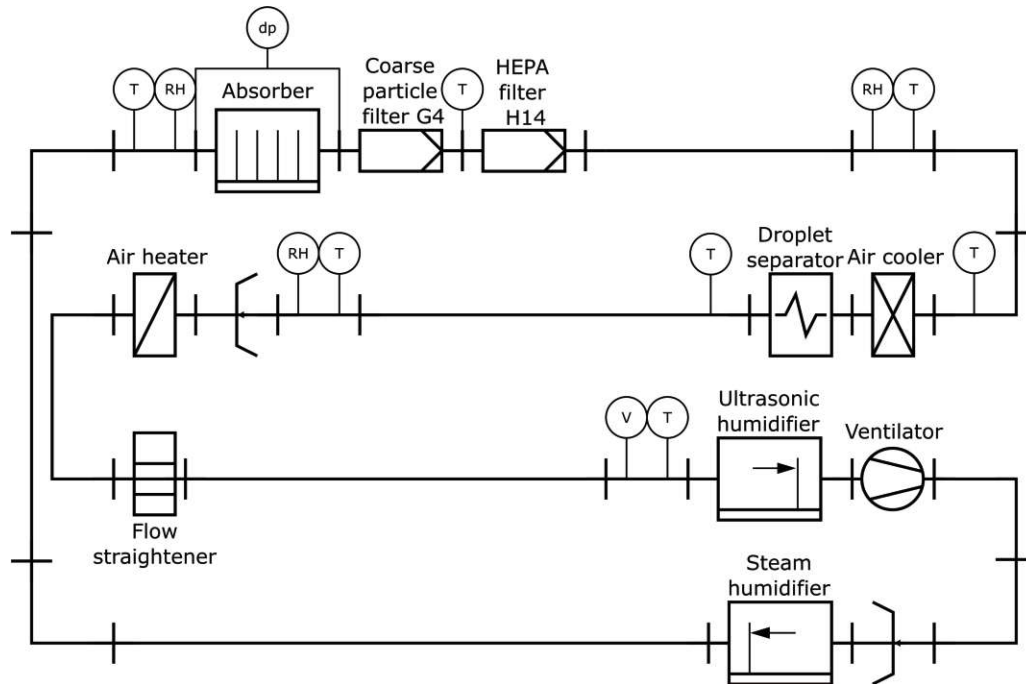 dp
T
RH
Absorber
Coarse
particle
filter G4
T
HEPA
filter
H14
RH
T
Air heater
RH
T
T
Droplet
separator
Air cooler
T
Flow
straightener
V
T
Ultrasonic
humidifier
Ventilator
Steam
humidifier